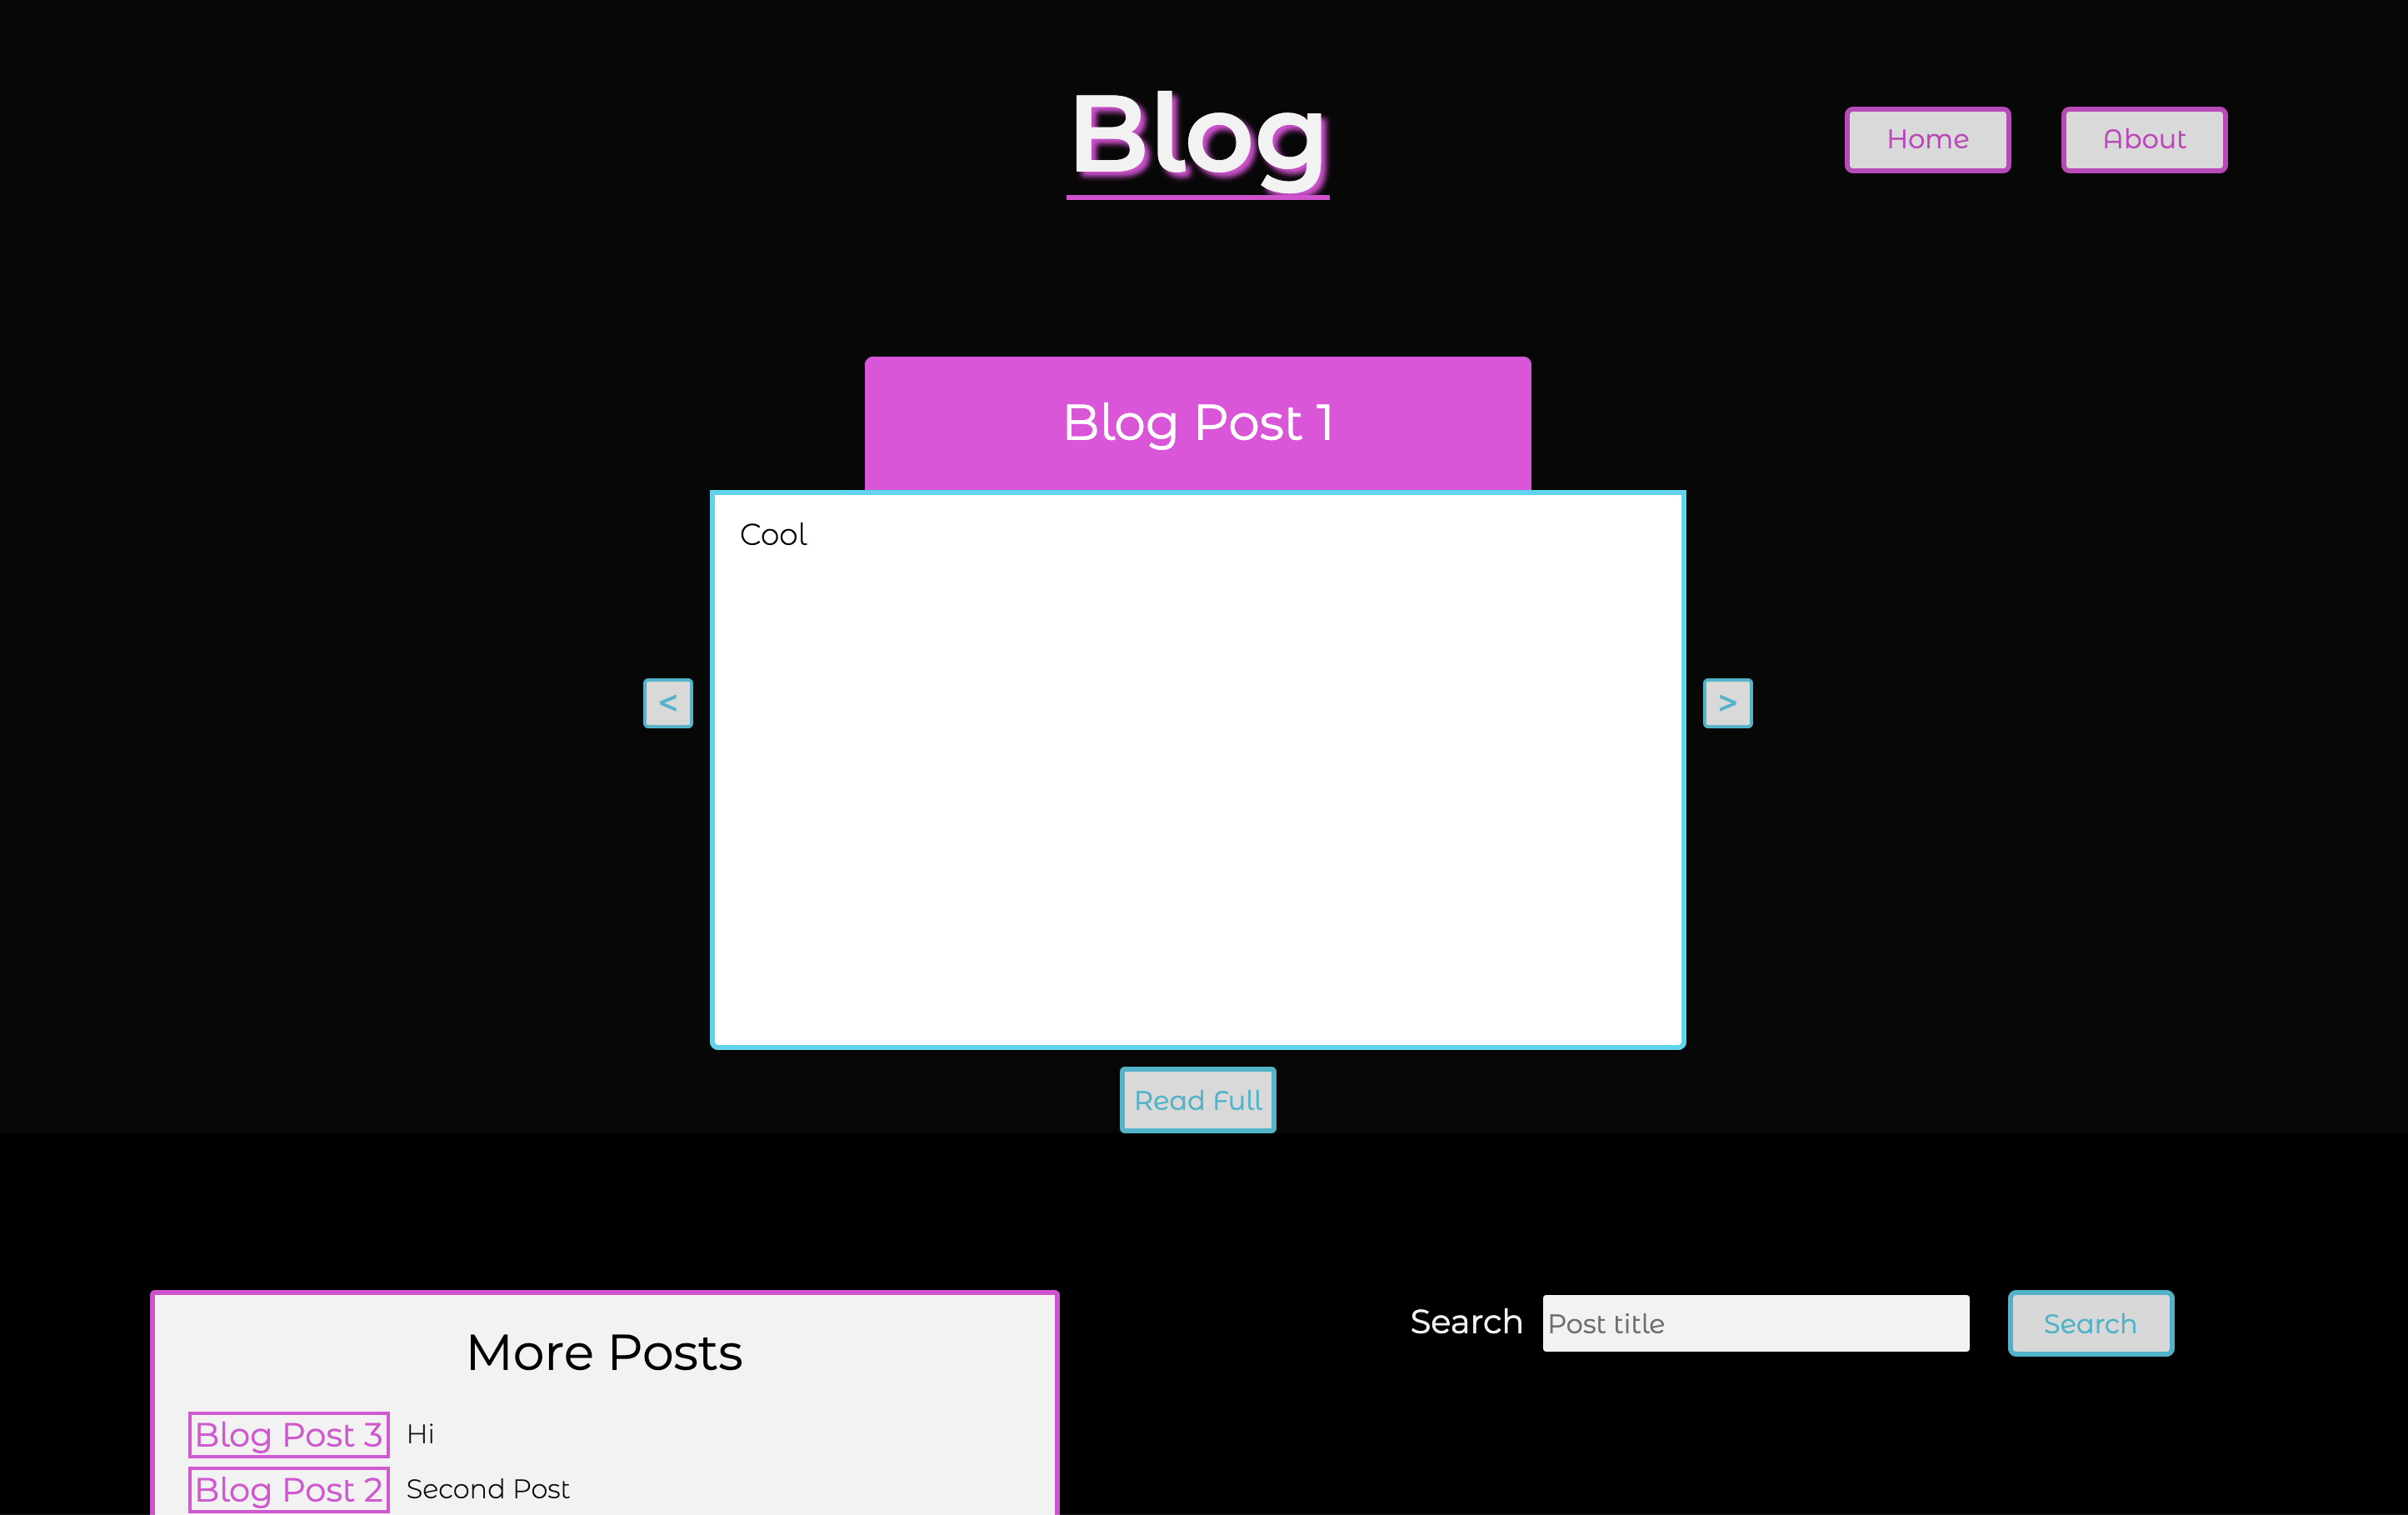 Blog
Home
About
Blog Post 1
Cool
<
>
Read Full
More Posts
Blog Post 3 Hi
Blog Post 2 Second Post
Search
Post title
Search